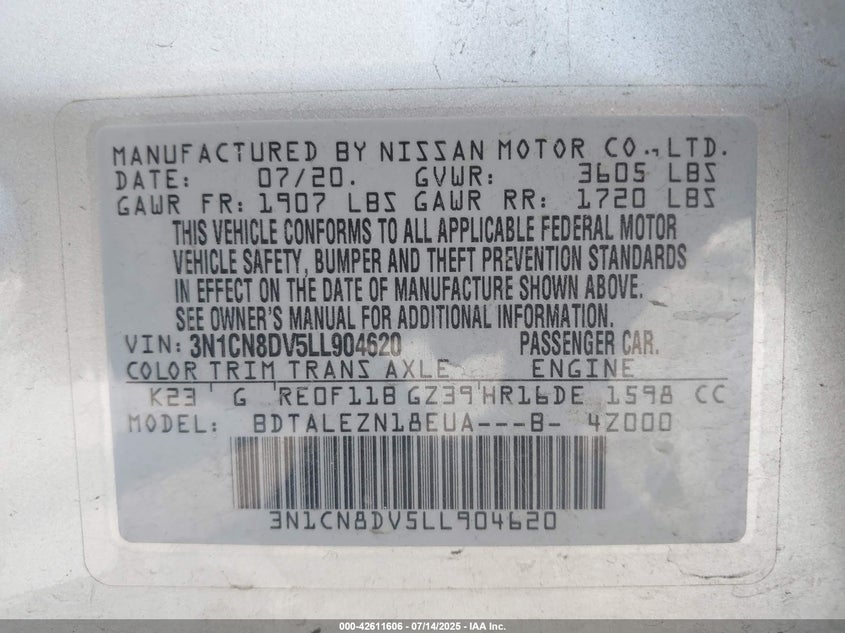 MANUFACTURED BY NISSAN MOTOR CO.,LTD.
DATE: 07/20. GVWR: 3605 LBS
GAWR FR: 1907 LBS GAWR RR: 1720 LBS
THIS VEHICLE CONFORMS TO ALL APPLICABLE FEDERAL MOTOR
VEHICLE SAFETY, BUMPER AND THEFT PREVENTION STANDARDS
IN EFFECT ON THE DATE OF MANUFACTURE SHOWN ABOVE.
SEE OWNER'S MANUAL FOR ADDITIONAL INFORMATION.
VIN: 3N1CN8DV5LL904620 PASSENGER CAR.
COLOR TRIM TRANS AXLE ENGINE
K23 G RE0F11B GZ39 HR16DE 1598 CC
MODEL: BDTALEZN18EUA---B- 4Z000
3N1CN8DV5LL904620
000-42611606 | 07/14/2025 | IAA Inc.